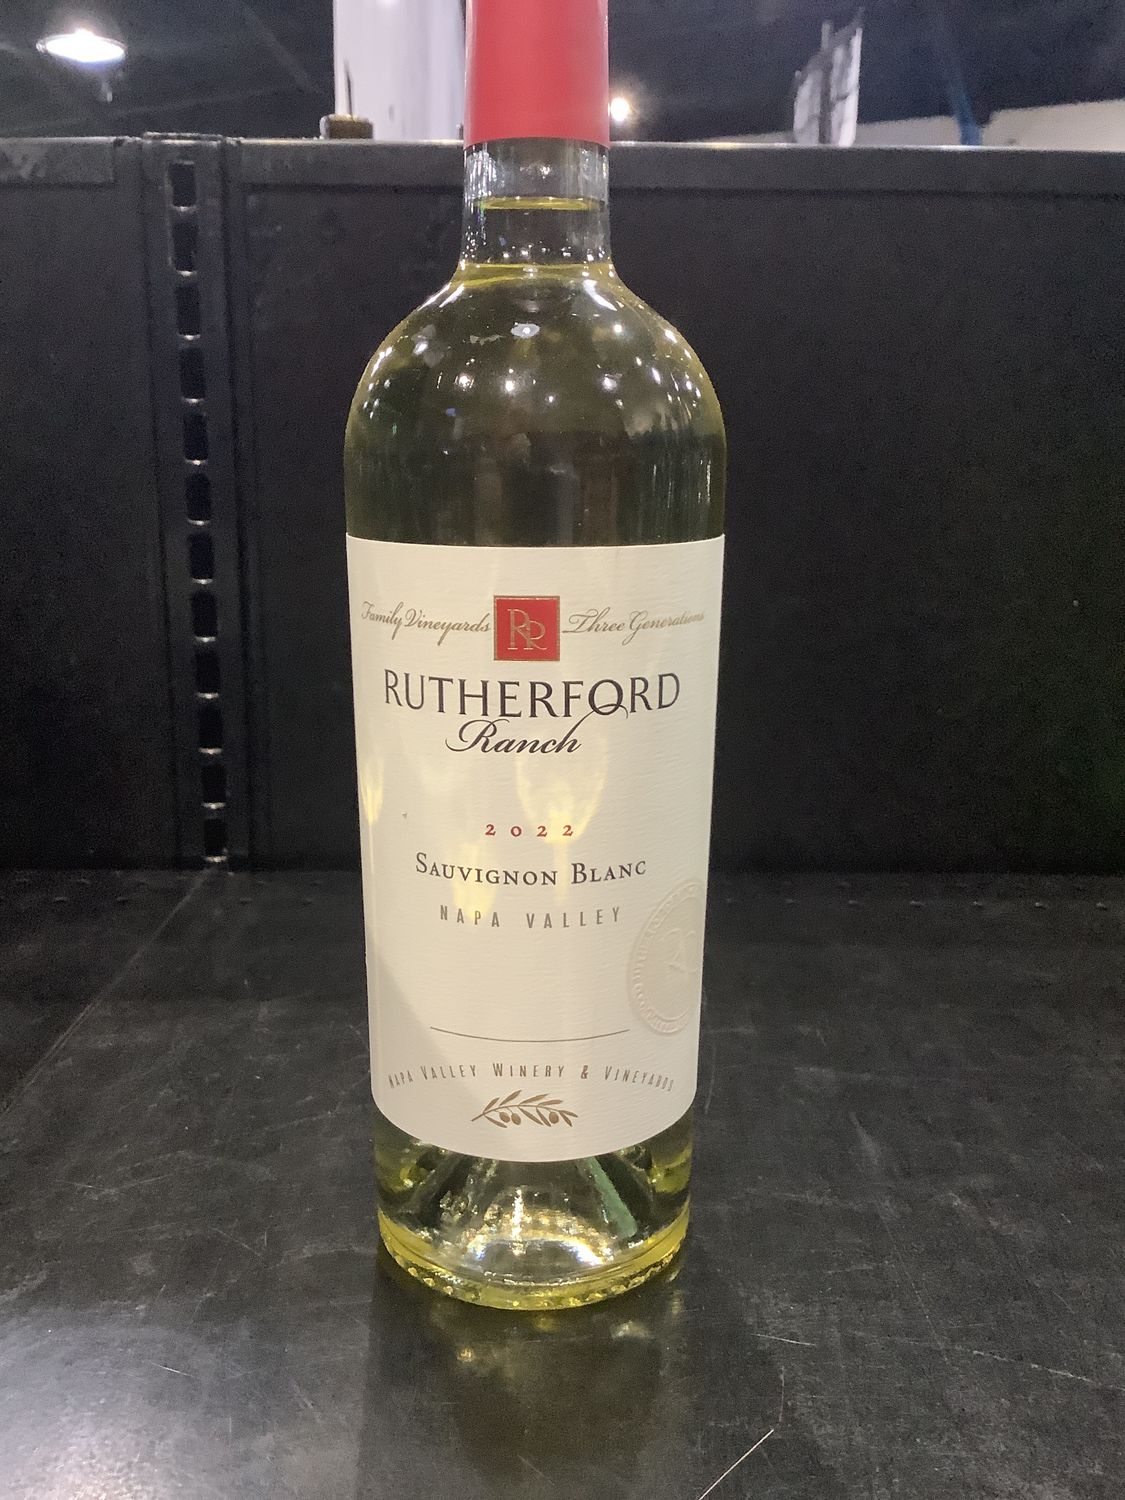 Family Vineyards RR Three Generations
RUTHERFORD
Ranch
2022
SAUVIGNON BLANC
NAPA VALLEY
NAPA VALLEY WINERY & VINEYARDS